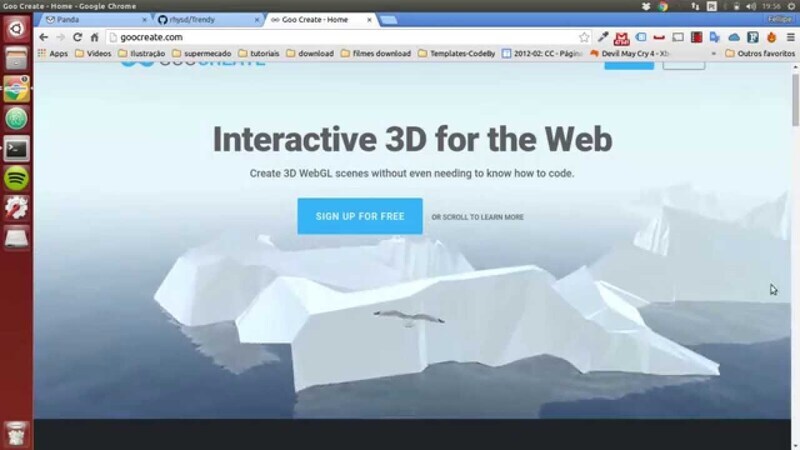 Goo Create - Home - Google Chrome
19:56
Panda
rhysd/Trendy
Goo Create - Home
Fellipe
goocreate.com
Apps
Videos
Ilustração
supermecado
tutoriais
download
filmes download
Templates-CodeBy
2012-02: CC - Págin
Devil May Cry 4 - Xb
Outros favoritos
GOOCREATE
Interactive 3D for the Web
Create 3D WebGL scenes without even needing to know how to code.
SIGN UP FOR FREE
OR SCROLL TO LEARN MORE